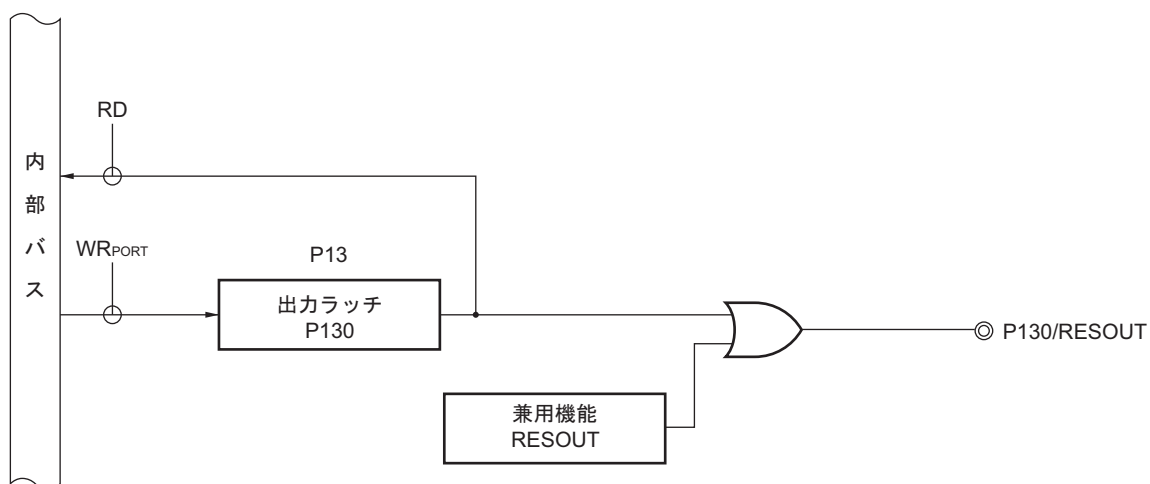 RD
内部バス
WRPORT
P13
出力ラッチ
P130
P130/RESOUT
兼用機能
RESOUT